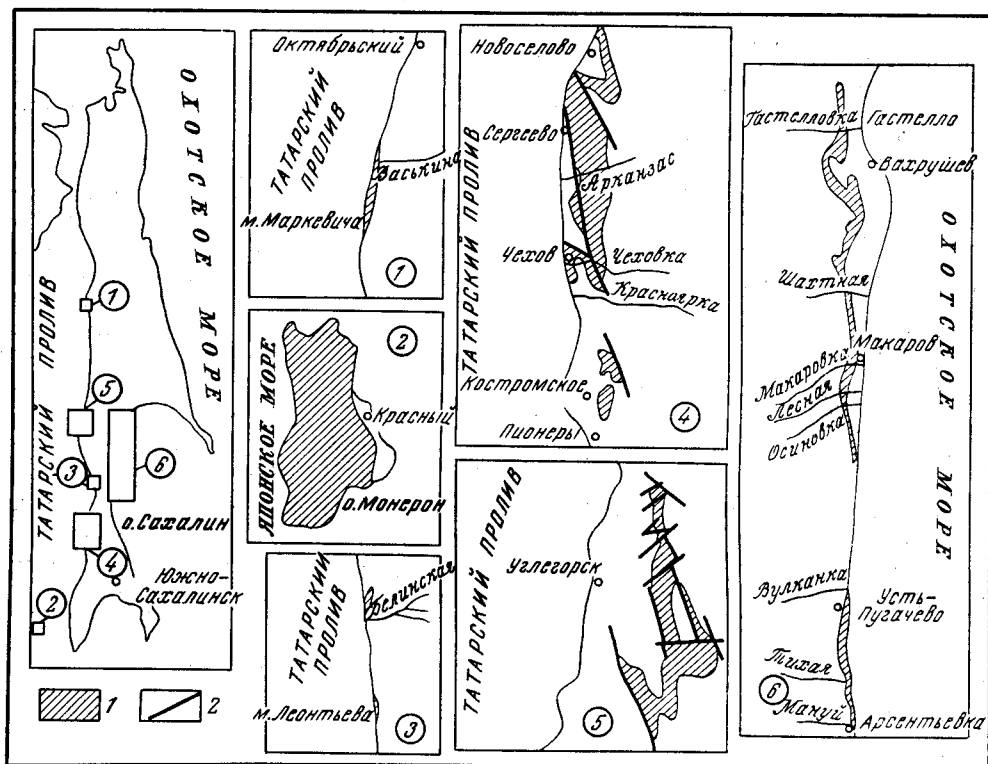 ОХОТСКОЕ МОРЕ
ТАТАРСКИЙ ПРОЛИВ
1
5
3
6
о. Сахалин
4
Южно-
Сахалинск
2
1
2
Октябрьский
ТАТАРСКИЙ
ПРОЛИВ
Васькина
м. Маркевича
1
ЯПОНСКОЕ МОРЕ
2
Красный
о. Монерон
ТАТАРСКИЙ
ПРОЛИВ
Белинская
м. Леонтьева
3
Новоселово
ТАТАРСКИЙ ПРОЛИВ
Сергеево
Арканзас
Чехов
Чеховка
Красноярка
Костромское
4
Пионеры
ТАТАРСКИЙ ПРОЛИВ
Углегорск
5
Гастелловка
Гастелло
Вахрушев
ОХОТСКОЕ МОРЕ
Шахтная
Макаров
Макаровка
Лесная
Осиновка
Вулканка
Усть-
Пугачево
Тихая
6
Мануй
Арсентьевка